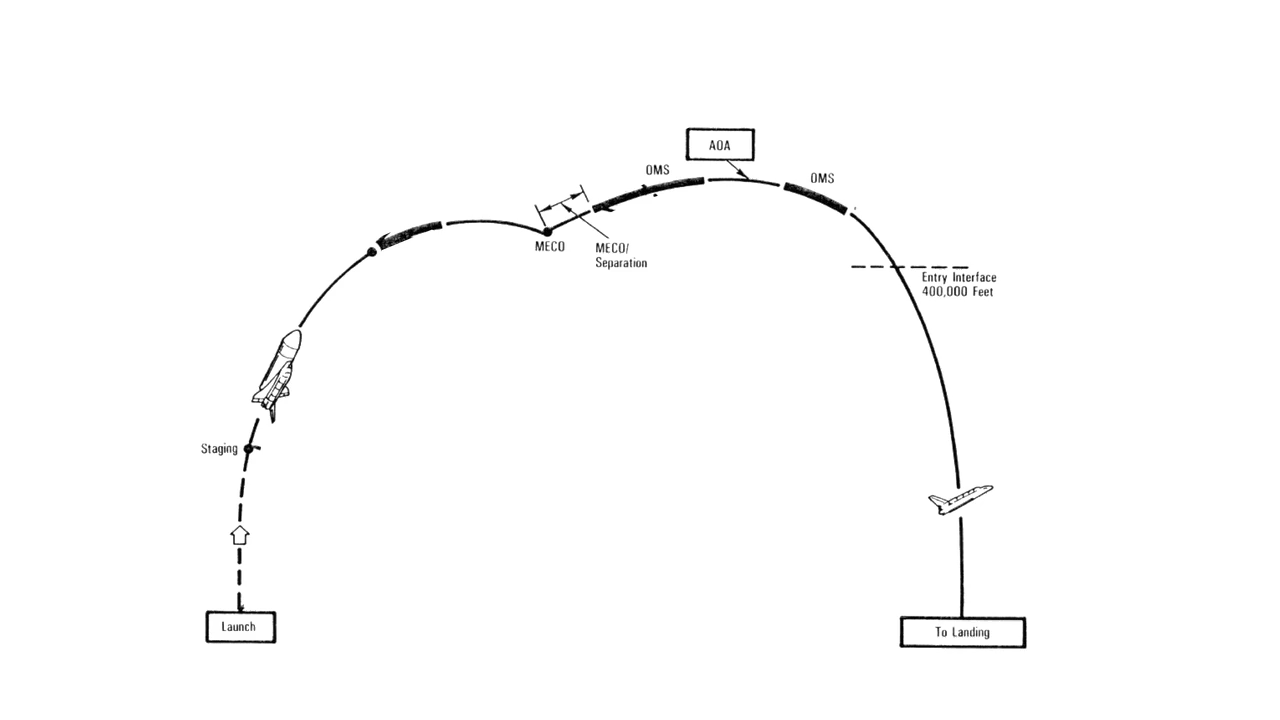 AOA
OMS
OMS
MECO
MECO/
Separation
Entry Interface
400,000 Feet
Staging
Launch
To Landing